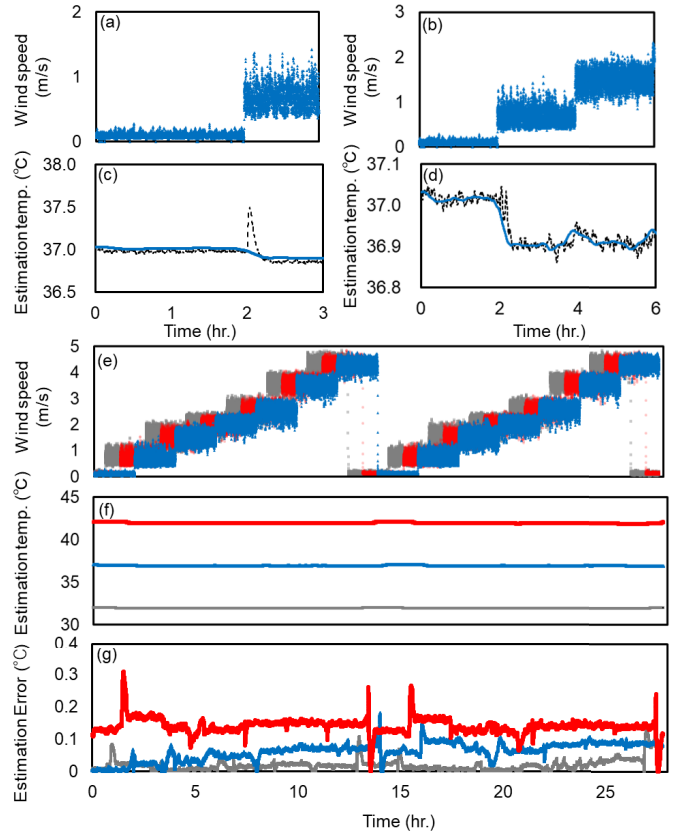 (a)
Wind speed
(m/s)
2
1
0
(b)
Wind speed
(m/s)
3
2
1
0
(c)
Estimation temp. (°C)
38.0
37.5
37.0
36.5
0
1
2
3
Time (hr.)
(d)
Estimation temp. (°C)
37.1
37.0
36.9
36.8
0
2
4
6
Time (hr.)
(e)
Wind speed
(m/s)
5
4
3
2
1
0
(f)
Estimation temp. (°C)
45
40
35
30
(g)
Estimation Error (°C)
0.4
0.3
0.2
0.1
0
0
5
10
15
20
25
Time (hr.)